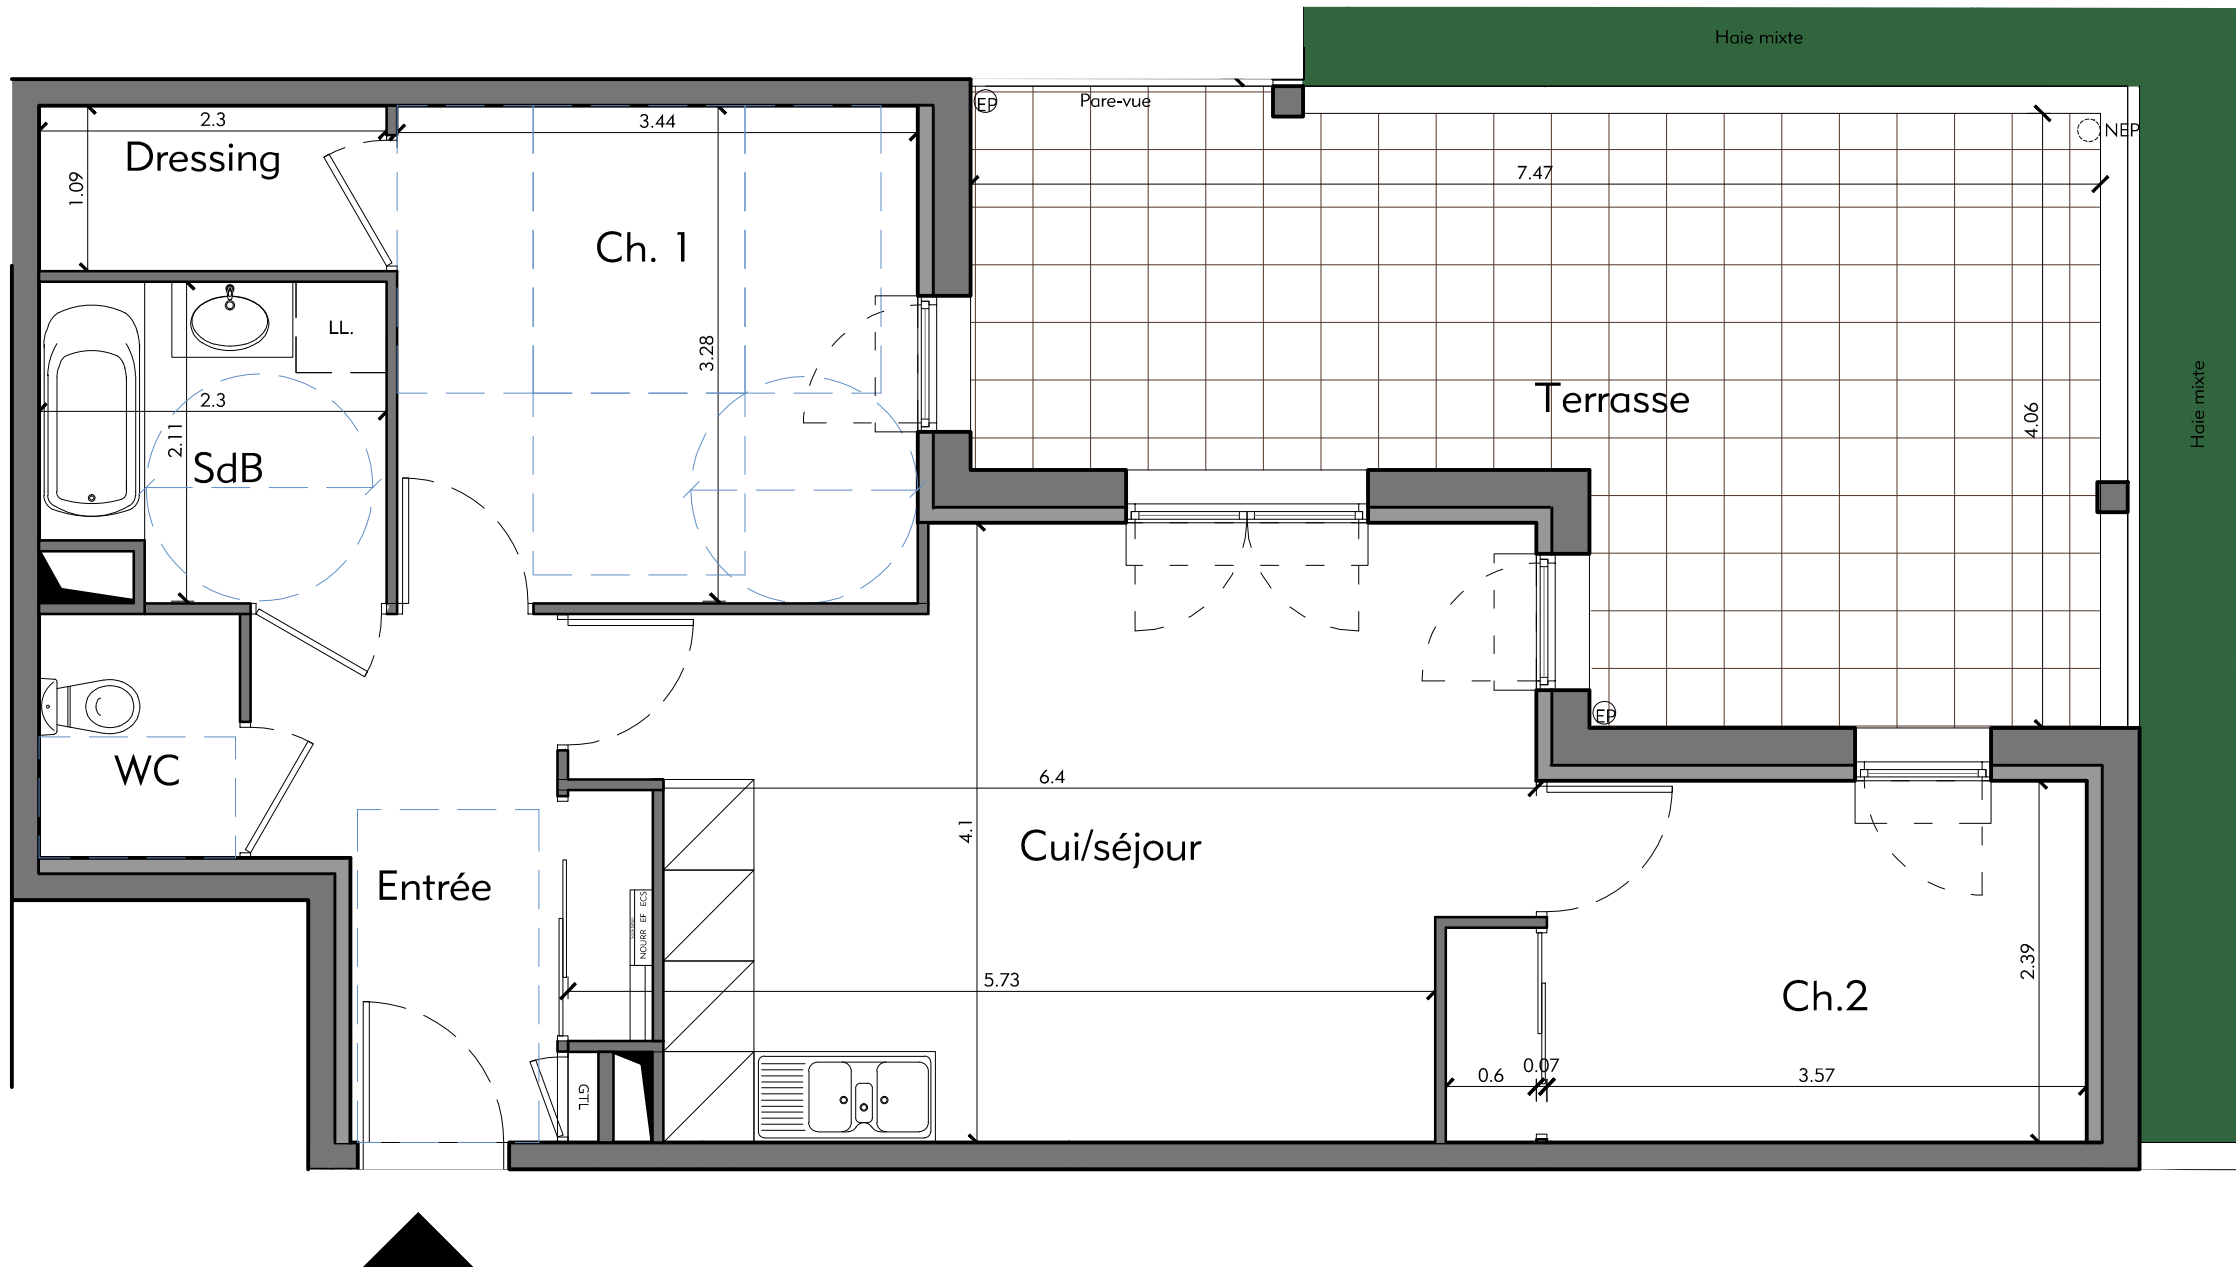 Haie mixte
EP
Pare-vue
2.3
3.44
NEP
Dressing
7.47
1.09
Ch. 1
LL.
3.28
2.3
Terrasse
4.06
Haie mixte
2.11
SdB
EP
WC
6.4
4.1
Cui/séjour
Entrée
NOURR EF ECS
5.73
2.39
Ch.2
0.6
0.07
3.57
GTL